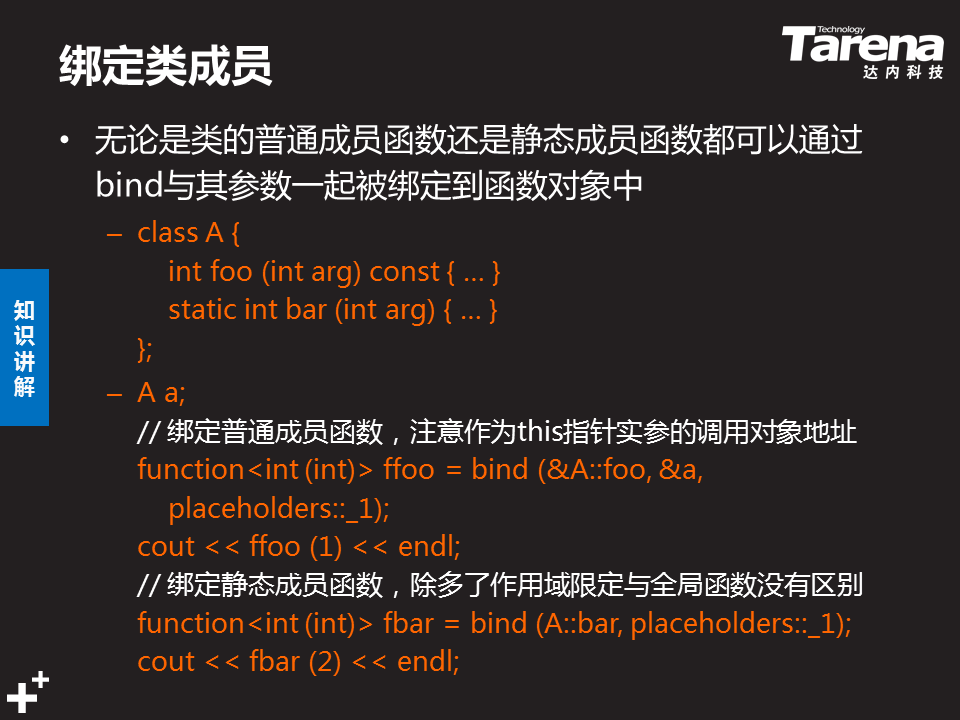 绑定类成员
Technology
Tarena
达内科技
• 无论是类的普通成员函数还是静态成员函数都可以通过
bind与其参数一起被绑定到函数对象中
– class A {
int foo (int arg) const { … }
static int bar (int arg) { … }
};
– A a;
// 绑定普通成员函数，注意作为this指针实参的调用对象地址
function<int (int)> ffoo = bind (&A::foo, &a,
placeholders::_1);
cout << ffoo (1) << endl;
// 绑定静态成员函数，除多了作用域限定与全局函数没有区别
function<int (int)> fbar = bind (A::bar, placeholders::_1);
cout << fbar (2) << endl;
知
识
讲
解